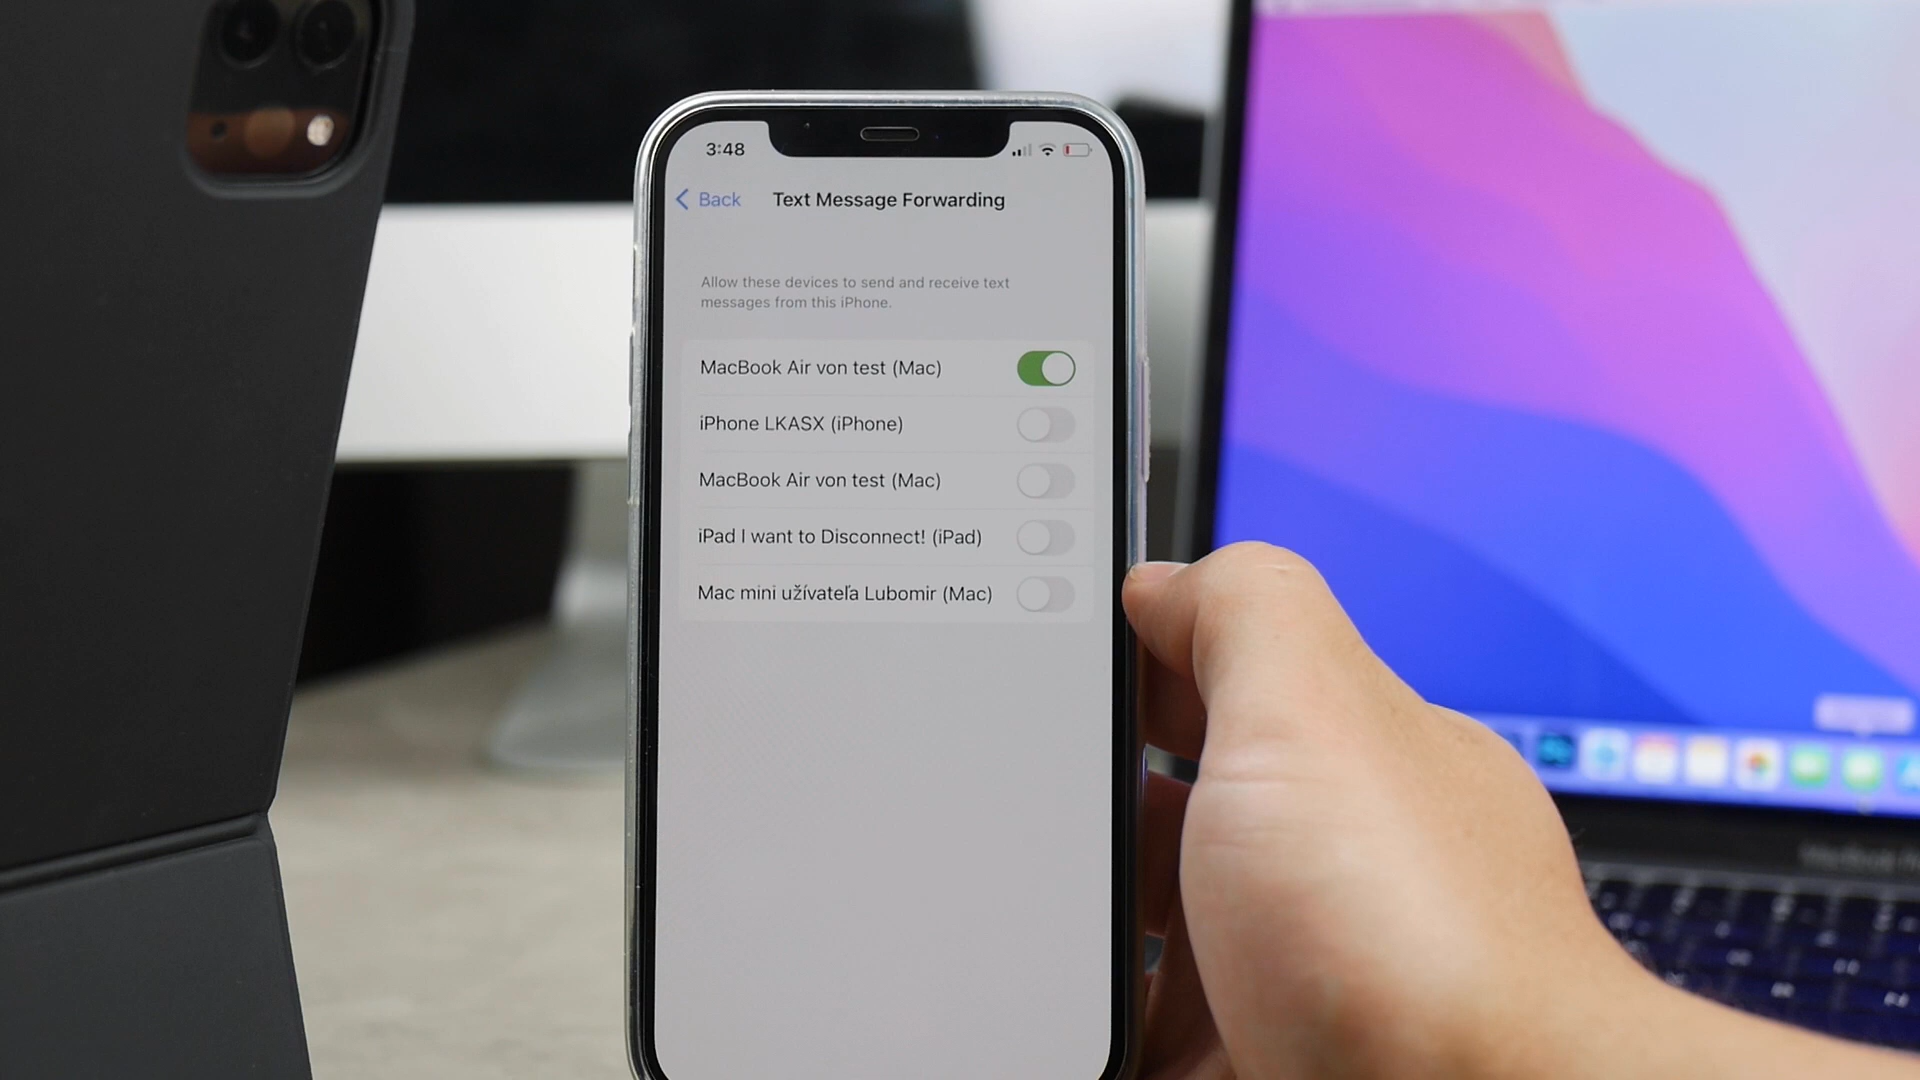 3:48
Back
Text Message Forwarding
Allow these devices to send and receive text
messages from this iPhone.
MacBook Air von test (Mac)
iPhone LKASX (iPhone)
MacBook Air von test (Mac)
iPad I want to Disconnect! (iPad)
Mac mini užívateľa Lubomir (Mac)